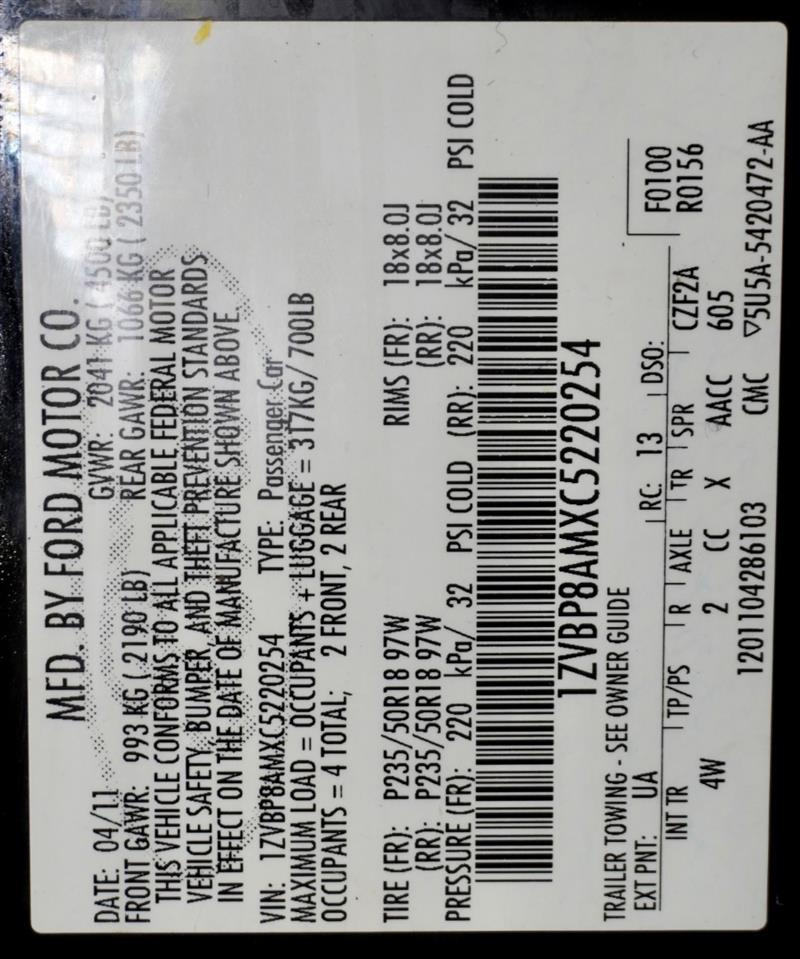 MFD. BY FORD MOTOR CO.
DATE: 04/11 GVWR: 2041 KG ( 4500 LB)
FRONT GAWR: 993 KG ( 2190 LB) REAR GAWR: 1066 KG ( 2350 LB)
THIS VEHICLE CONFORMS TO ALL APPLICABLE FEDERAL MOTOR
VEHICLE SAFETY, BUMPER, AND THEFT PREVENTION STANDARDS
IN EFFECT ON THE DATE OF MANUFACTURE SHOWN ABOVE.
VIN: 1ZVBP8AMXC5220254 TYPE: Passenger Car
MAXIMUM LOAD = OCCUPANTS + LUGGAGE = 317KG/700LB
OCCUPANTS = 4 TOTAL; 2 FRONT, 2 REAR
TIRE (FR): P235/50R18 97W RIMS (FR): 18x8.0J
(RR): P235/50R18 97W (RR): 18x8.0J
PRESSURE (FR): 220 kPa/ 32 PSI COLD (RR): 220 kPa/ 32 PSI COLD
1ZVBP8AMXC5220254
TRAILER TOWING - SEE OWNER GUIDE
EXT PNT: UA RC: 13 DSO: F0100
INT TR TP/PS R AXLE TR SPR CZF2A R0156
4W 2 CC X AACC 605
1201104286103 CMC ▽5U5A-5420472-AA